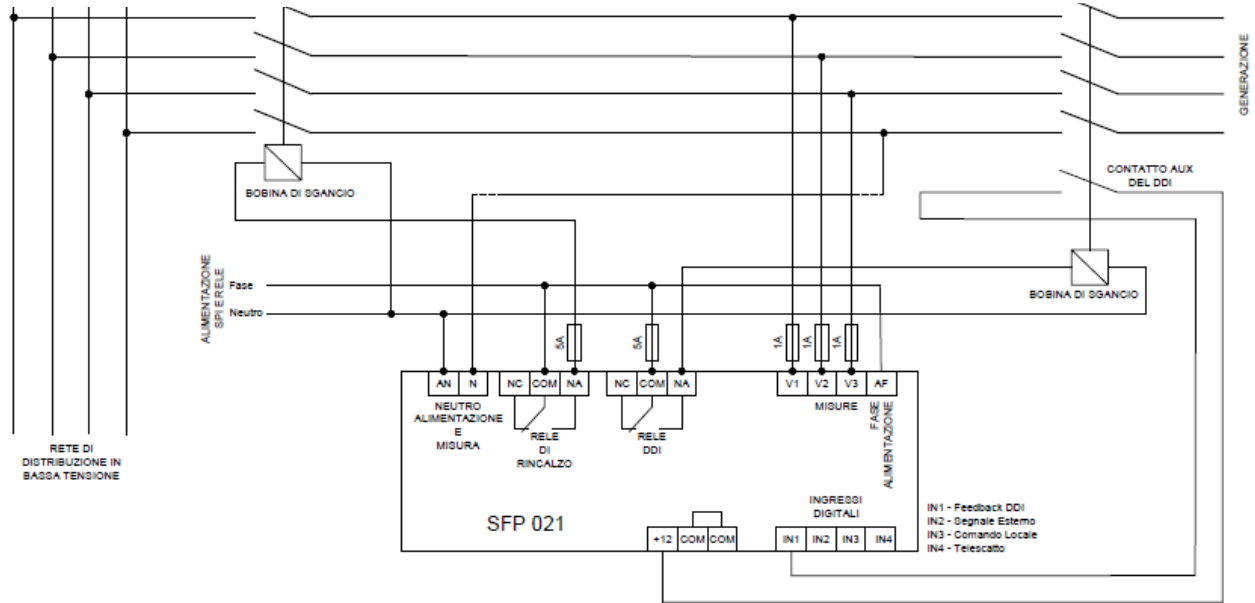 GENERAZIONE
BOBINA DI SGANCIO
CONTATTO AUX
DEL DDI
ALIMENTAZIONE
SPI E RELE
Fase
Neutro
BOBINA DI SGANCIO
5A
5A
1A
1A
1A
AN
N
NC
COM
NA
NC
COM
NA
V1
V2
V3
AF
NEUTRO
ALIMENTAZIONE
E
MISURA
RELE
DI
RINCALZO
RELE
DDI
MISURE
FASE
ALIMENTAZIONE
RETE DI
DISTRIBUZIONE IN
BASSA TENSIONE
SFP 021
INGRESSI
DIGITALI
+12
COM
COM
IN1
IN2
IN3
IN4
IN1 - Feedback DDI
IN2 - Segnale Esterno
IN3 - Comando Locale
IN4 - Telescatto